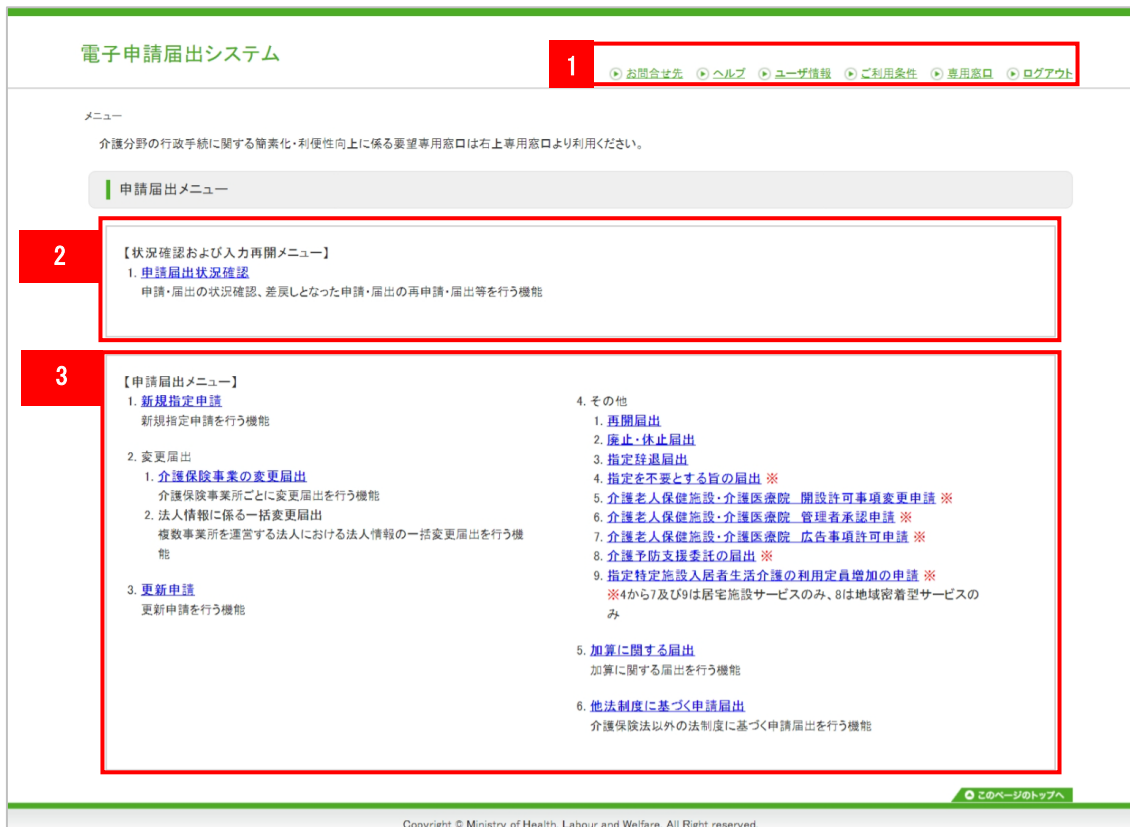 電子申請届出システム
1
お問合せ先 ヘルプ ユーザ情報 ご利用条件 専用窓口 ログアウト
メニュー
介護分野の行政手続に関する簡素化・利便性向上に係る要望専用窓口は右上専用窓口より利用ください。
申請届出メニュー
2
【状況確認および入力再開メニュー】
1. 申請届出状況確認
申請・届出の状況確認、差戻しとなった申請・届出の再申請・届出等を行う機能
3
【申請届出メニュー】
1. 新規指定申請
新規指定申請を行う機能
2. 変更届出
1. 介護保険事業の変更届出
介護保険事業所ごとに変更届出を行う機能
2. 法人情報に係る一括変更届出
複数事業所を運営する法人における法人情報の一括変更届出を行う機
能
3. 更新申請
更新申請を行う機能
4. その他
1. 再開届出
2. 廃止・休止届出
3. 指定辞退届出
4. 指定を不要とする旨の届出 ※
5. 介護老人保健施設・介護医療院 開設許可事項変更申請 ※
6. 介護老人保健施設・介護医療院 管理者承認申請 ※
7. 介護老人保健施設・介護医療院 広告事項許可申請 ※
8. 介護予防支援委託の届出 ※
9. 指定特定施設入居者生活介護の利用定員増加の申請 ※
※4から7及び9は居宅施設サービスのみ、8は地域密着型サービスの
み
5. 加算に関する届出
加算に関する届出を行う機能
6. 他法制度に基づく申請届出
介護保険法以外の法制度に基づく申請届出を行う機能
このページのトップへ
Copyright © Ministry of Health, Labour and Welfare, All Right reserved.